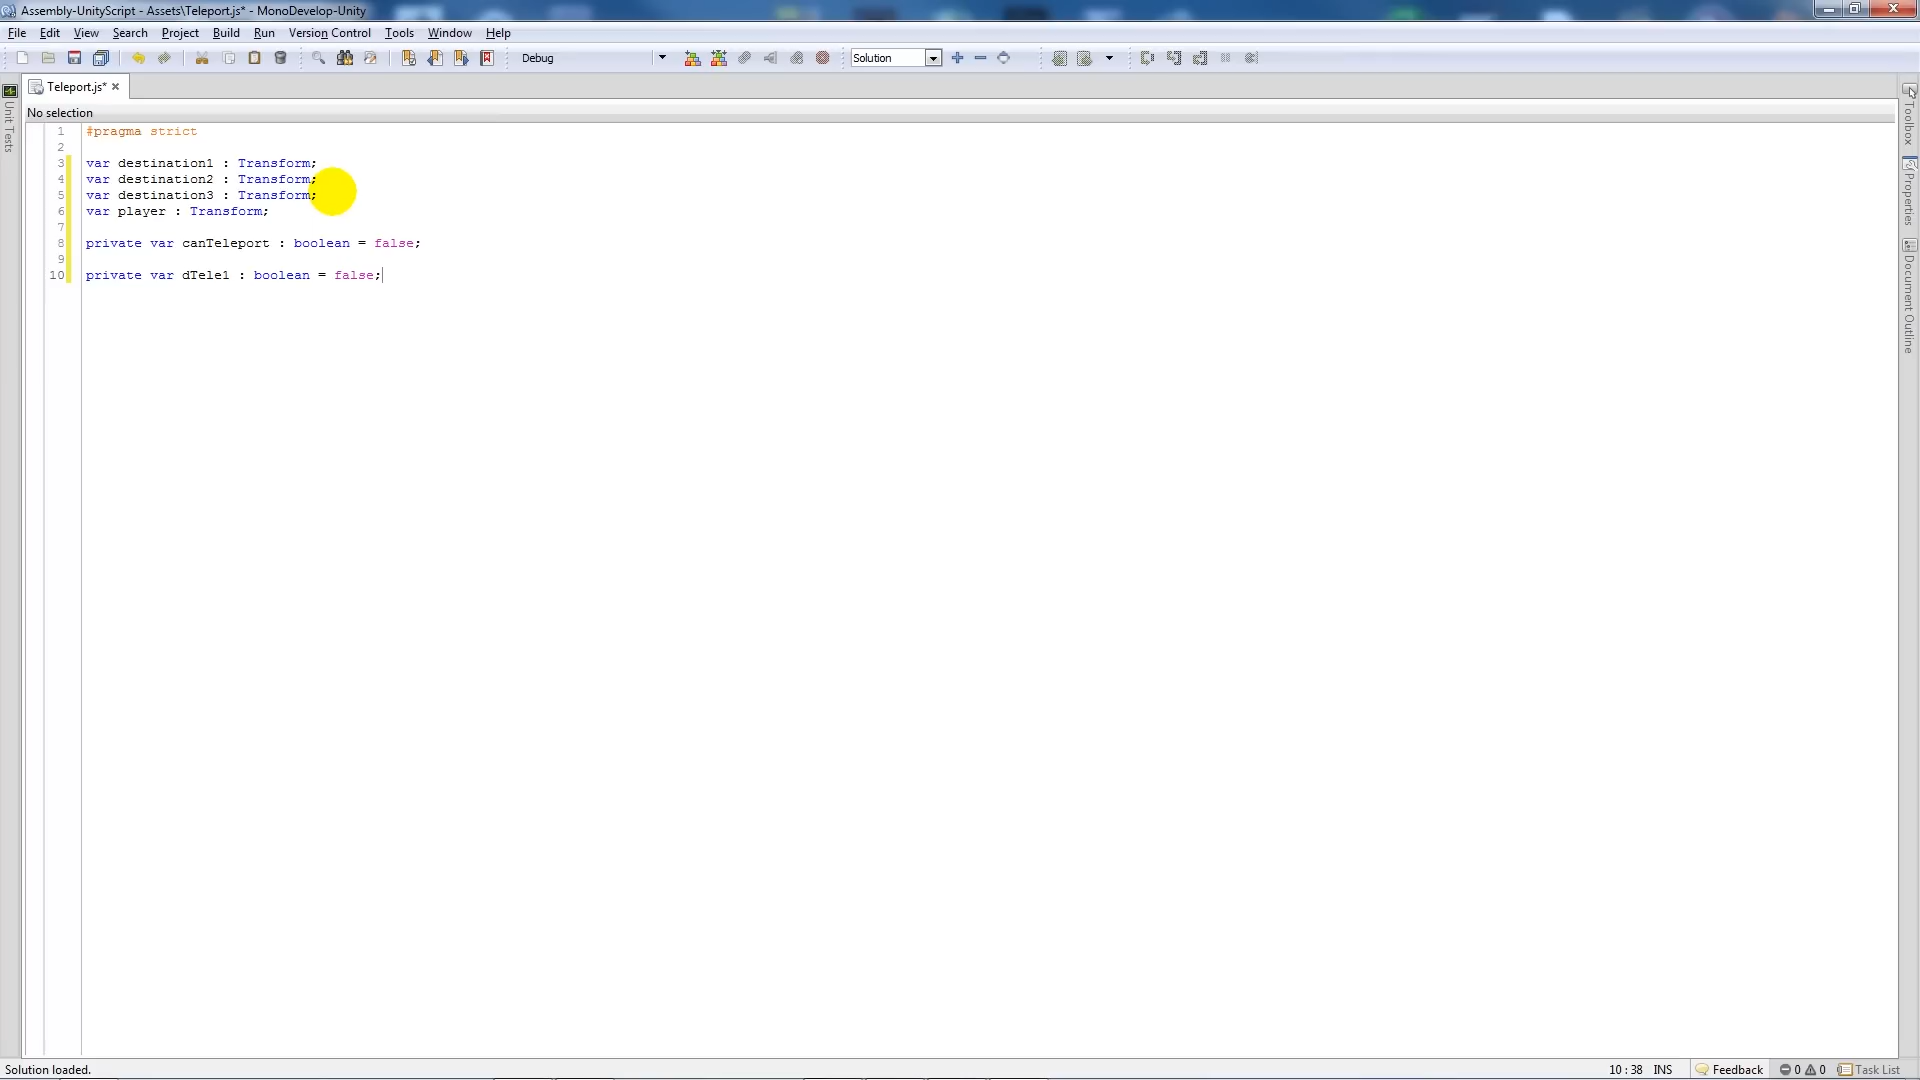 Assembly-UnityScript - Assets\Teleport.js* - MonoDevelop-Unity
File Edit View Search Project Build Run Version Control Tools Window Help
Debug Solution
Teleport.js*
No selection
1 #pragma strict
2
3 var destination1 : Transform;
4 var destination2 : Transform;
5 var destination3 : Transform;
6 var player : Transform;
7
8 private var canTeleport : boolean = false;
9
10 private var dTele1 : boolean = false;
Unit Tests
Toolbox
Properties
Document Outline
Solution loaded. 10 : 38 INS Feedback 0 0 Task List